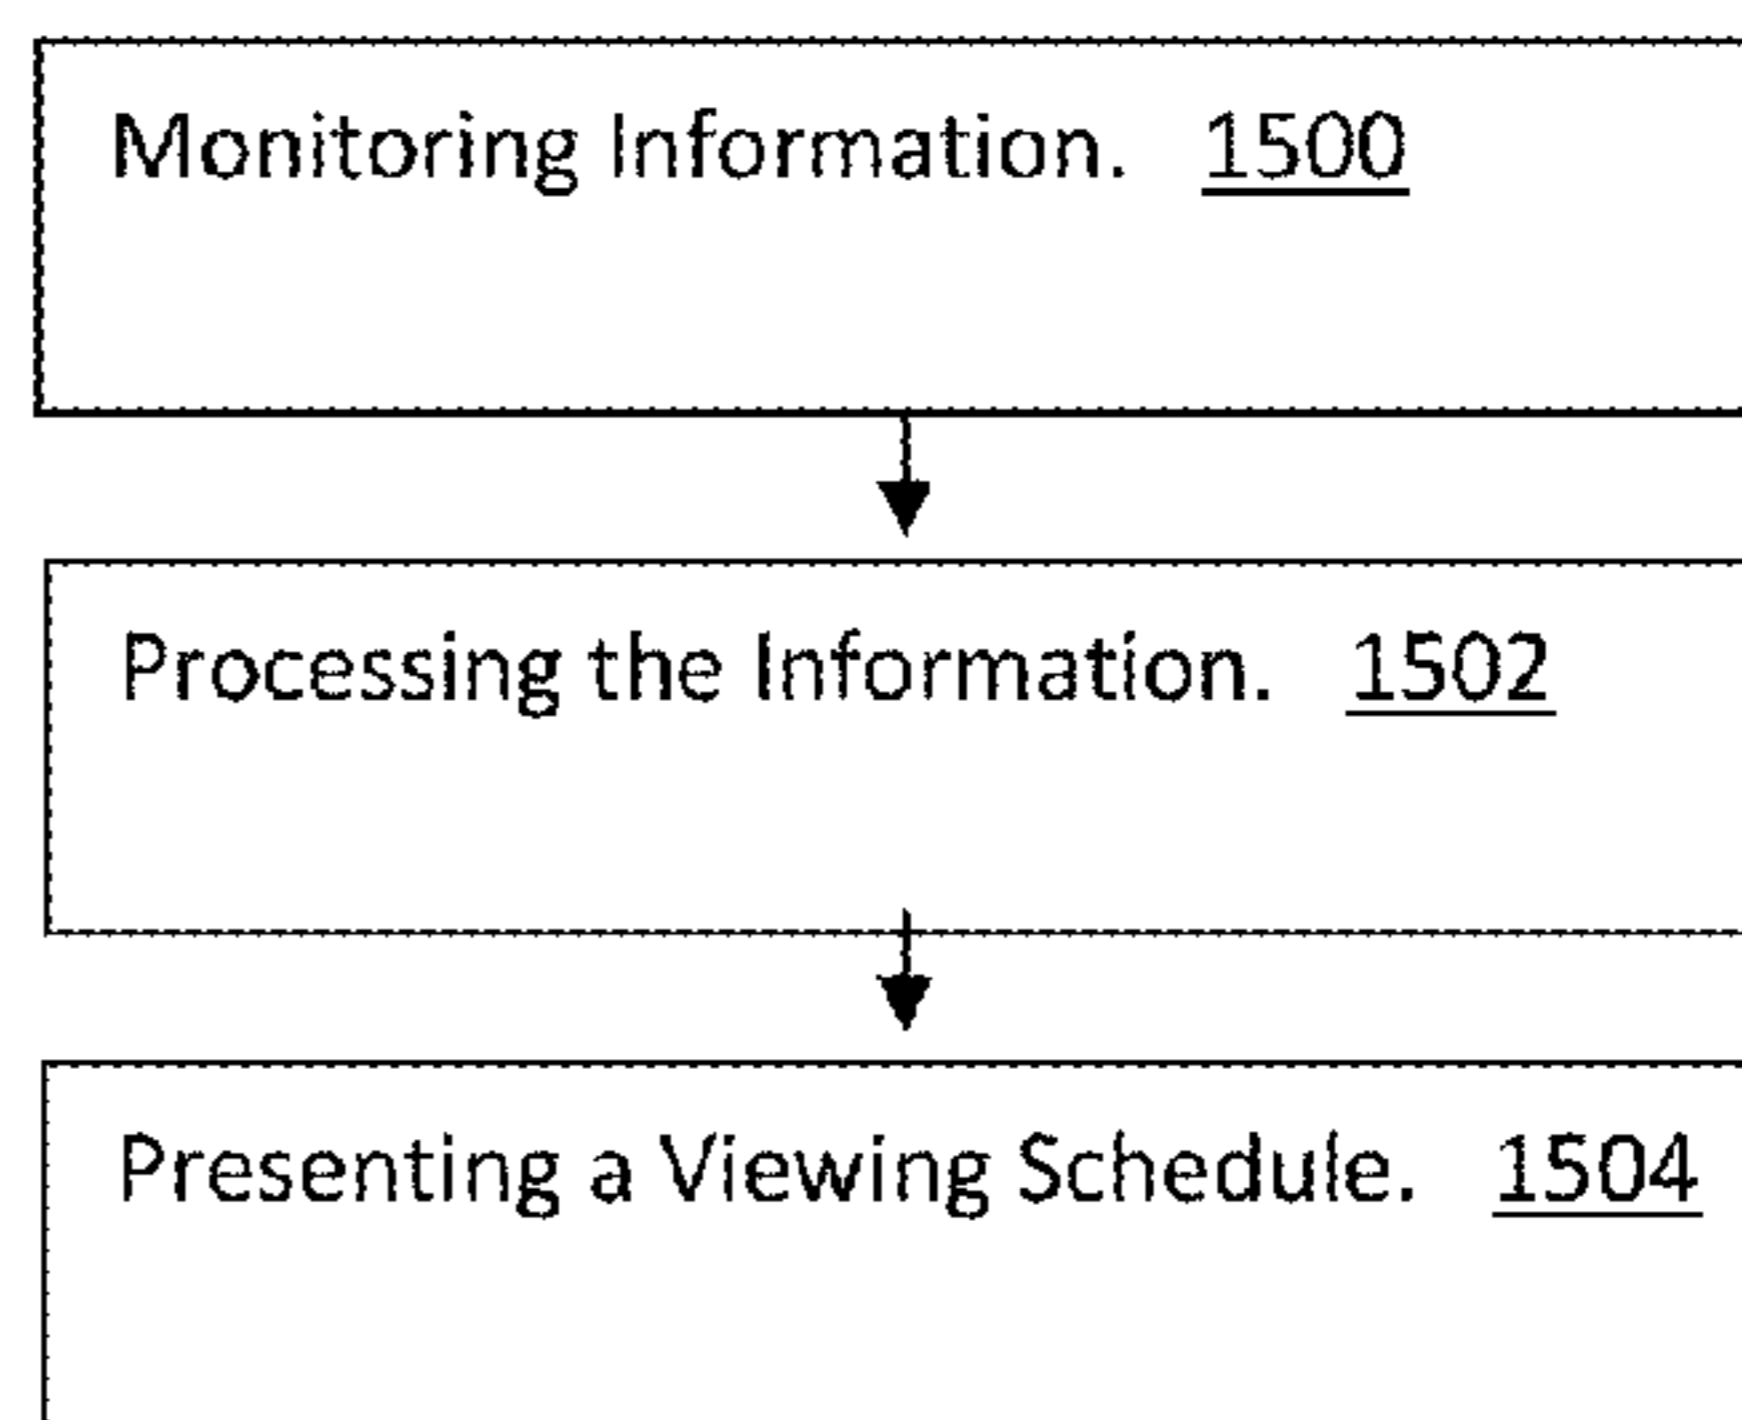 Monitoring Information. 1500
Processing the Information. 1502
Presenting a Viewing Schedule. 1504